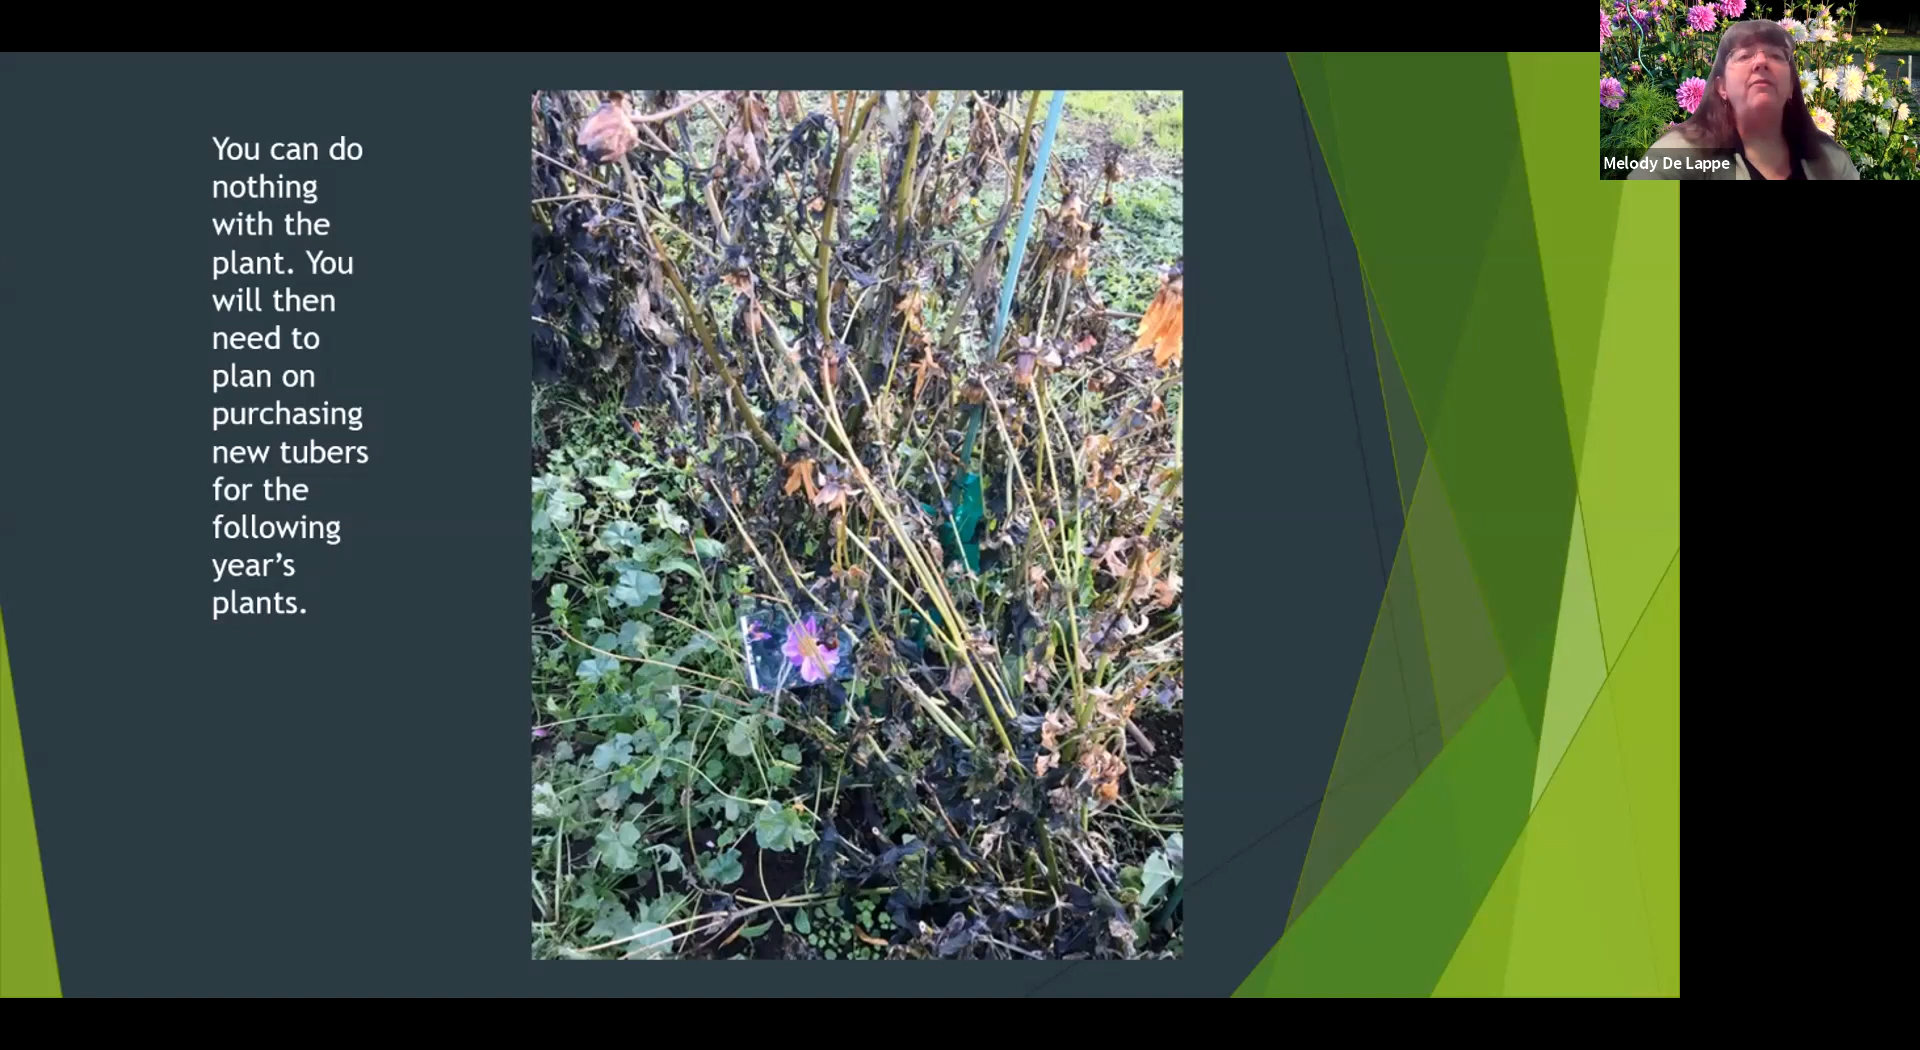 You can do
nothing
with the
plant. You
will then
need to
plan on
purchasing
new tubers
for the
following
year’s
plants.
Melody De Lappe